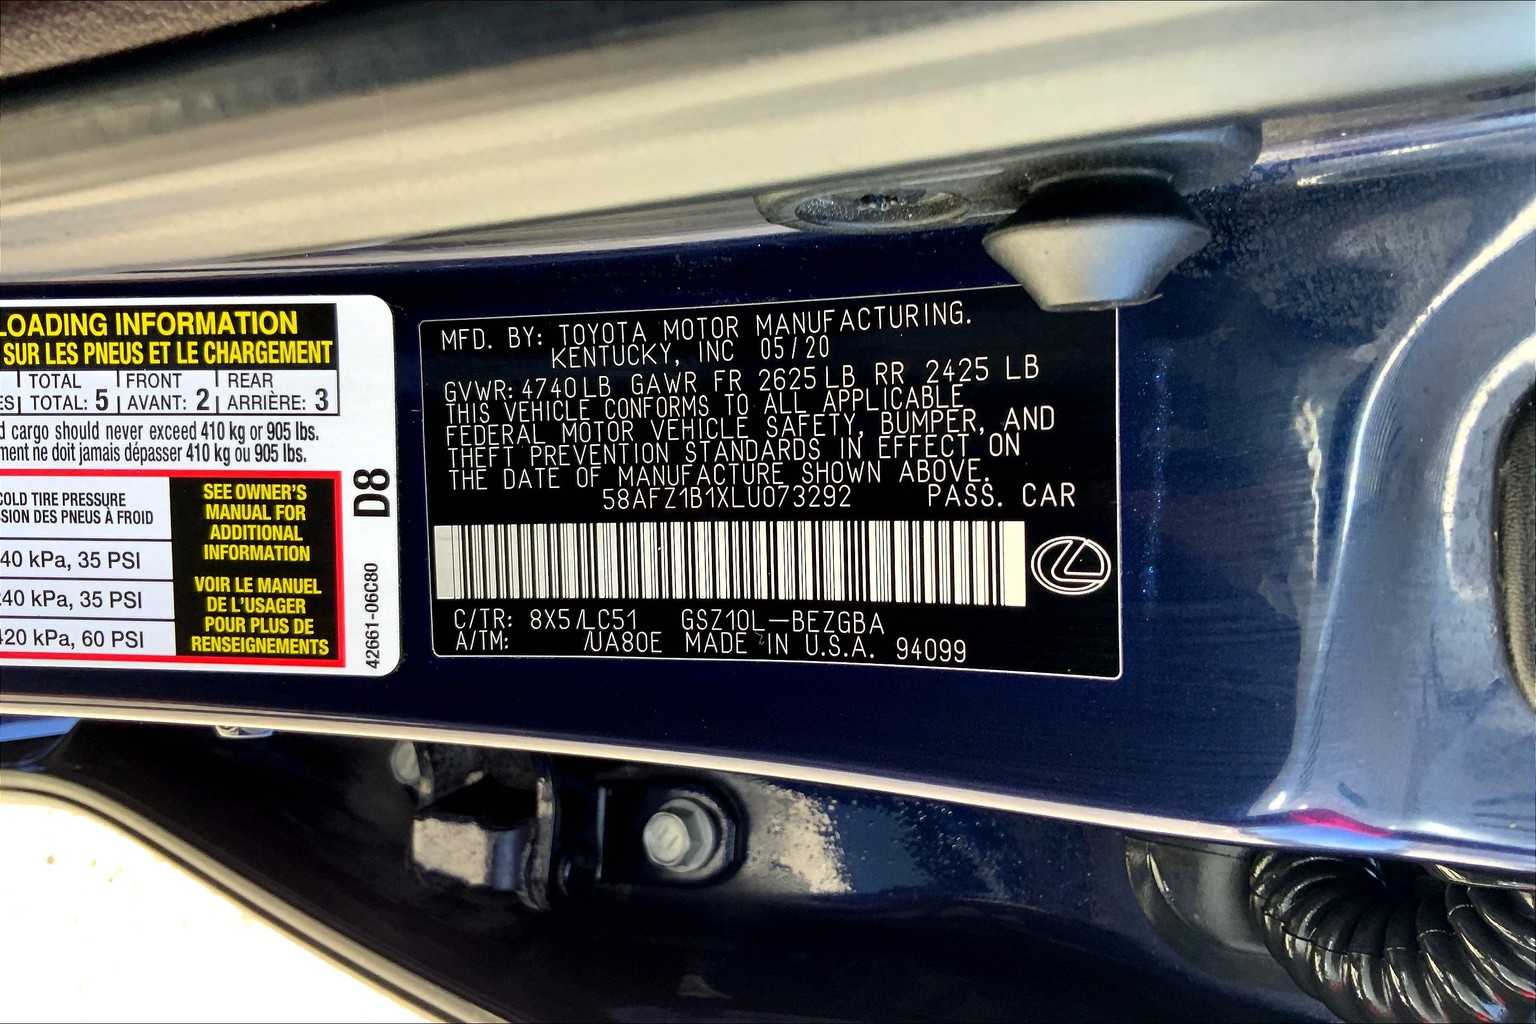 LOADING INFORMATION
SUR LES PNEUS ET LE CHARGEMENT
TOTAL FRONT REAR
TOTAL: 5 AVANT: 2 ARRIÈRE: 3
cargo should never exceed 410 kg or 905 lbs.
ne doit jamais dépasser 410 kg ou 905 lbs.
COLD TIRE PRESSURE
DES PNEUS À FROID
40 kPa, 35 PSI
240 kPa, 35 PSI
420 kPa, 60 PSI
SEE OWNER'S
MANUAL FOR
ADDITIONAL
INFORMATION
VOIR LE MANUEL
DE L'USAGER
POUR PLUS DE
RENSEIGNEMENTS
D8
42661-06C80
MFD. BY: TOYOTA MOTOR MANUFACTURING.
KENTUCKY, INC 05/20
GVWR: 4740 LB GAWR FR 2625 LB RR 2425 LB
THIS VEHICLE CONFORMS TO ALL APPLICABLE
FEDERAL MOTOR VEHICLE SAFETY, BUMPER, AND
THEFT PREVENTION STANDARDS IN EFFECT ON
THE DATE OF MANUFACTURE SHOWN ABOVE.
58AFZ1B1XLU073292 PASS. CAR
C/TR: 8X5/LC51 GSZ10L-BEZGBA
A/TM: /UA80E MADE IN U.S.A. 94099